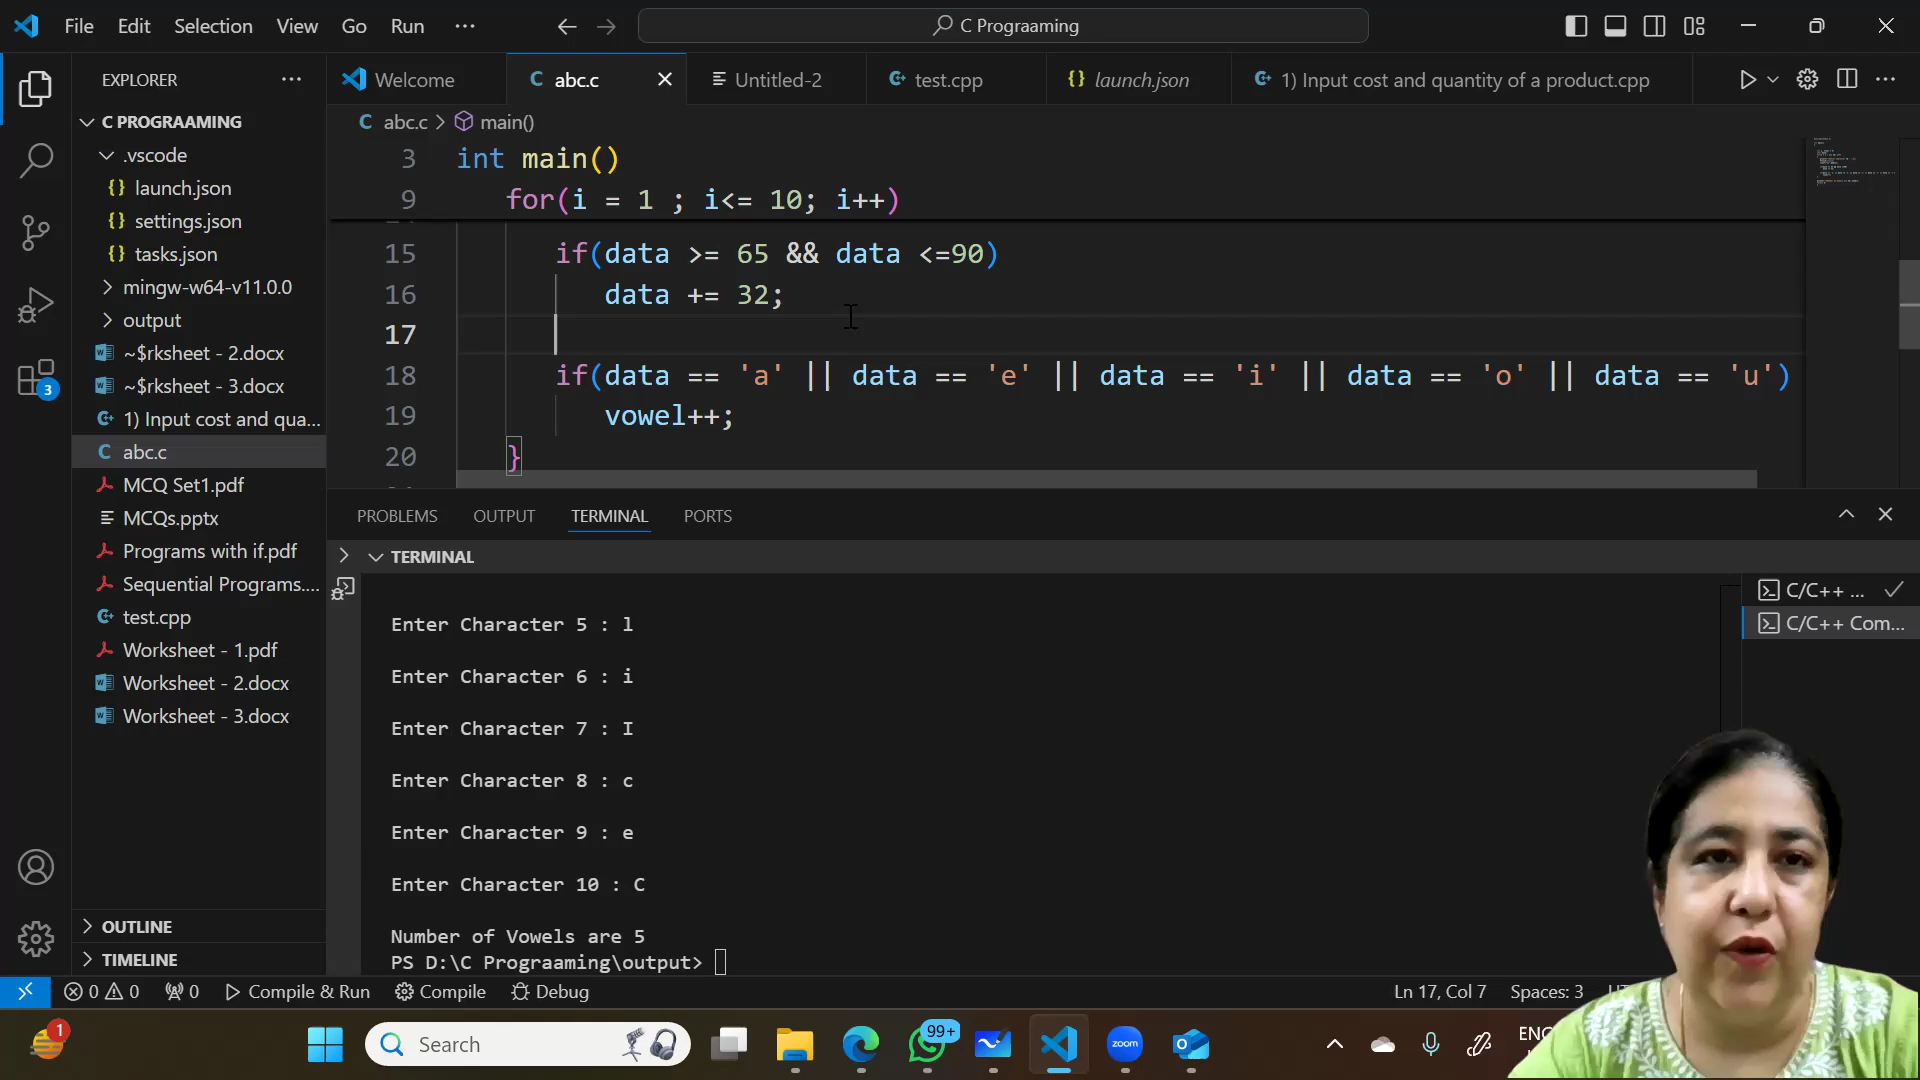 File Edit Selection View Go Run ··· C Prograaming
EXPLORER ···
C PROGRAAMING
.vscode
{} launch.json
{} settings.json
{} tasks.json
mingw-w64-v11.0.0
output
~$rksheet - 2.docx
~$rksheet - 3.docx
1) Input cost and qua...
C abc.c
MCQ Set1.pdf
MCQs.pptx
Programs with if.pdf
Sequential Programs....
test.cpp
Worksheet - 1.pdf
Worksheet - 2.docx
Worksheet - 3.docx
OUTLINE
TIMELINE
3
Welcome C abc.c Untitled-2 test.cpp {} launch.json 1) Input cost and quantity of a product.cpp
C abc.c > main()
3 int main()
9 for(i = 1 ; i<= 10; i++)
15 if(data >= 65 && data <=90)
16 data += 32;
17
18 if(data == 'a' || data == 'e' || data == 'i' || data == 'o' || data == 'u')
19 vowel++;
20 }
PROBLEMS OUTPUT TERMINAL PORTS
TERMINAL
Enter Character 5 : l
Enter Character 6 : i
Enter Character 7 : I
Enter Character 8 : c
Enter Character 9 : e
Enter Character 10 : C
Number of Vowels are 5
PS D:\C Prograaming\output>
C/C++ ...
C/C++ Com...
0 0 0 Compile & Run Compile Debug Ln 17, Col 7 Spaces: 3
1 Search 99+ zoom ENG